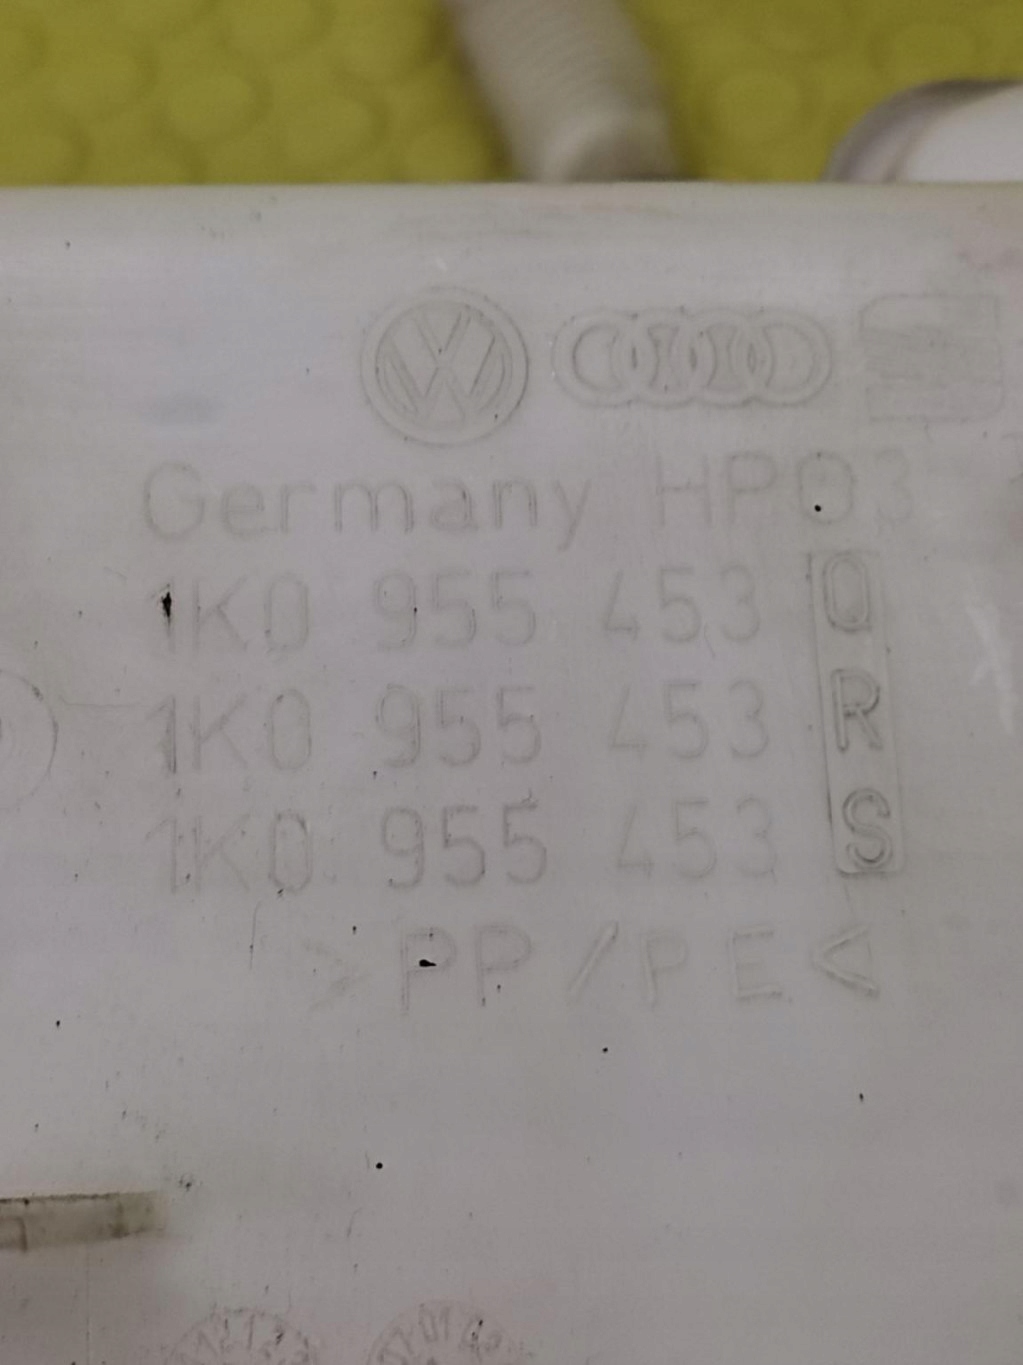 Germany HP03
1K0 955 453 Q
1K0 955 453 R
1K0 955 453 S
>PP/PE<